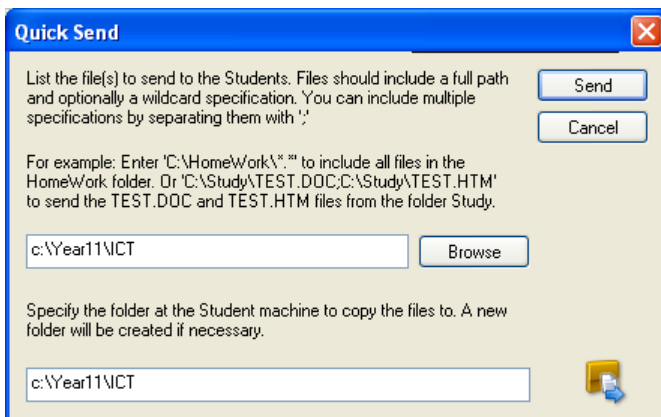 Quick Send
List the file(s) to send to the Students. Files should include a full path
and optionally a wildcard specification. You can include multiple
specifications by separating them with ';'
Send
Cancel
For example: Enter 'C:\HomeWork\*.*' to include all files in the
HomeWork folder. Or 'C:\Study\TEST.DOC;C:\Study\TEST.HTM'
to send the TEST.DOC and TEST.HTM files from the folder Study.
c:\Year11\ICT
Browse
Specify the folder at the Student machine to copy the files to. A new
folder will be created if necessary.
c:\Year11\ICT